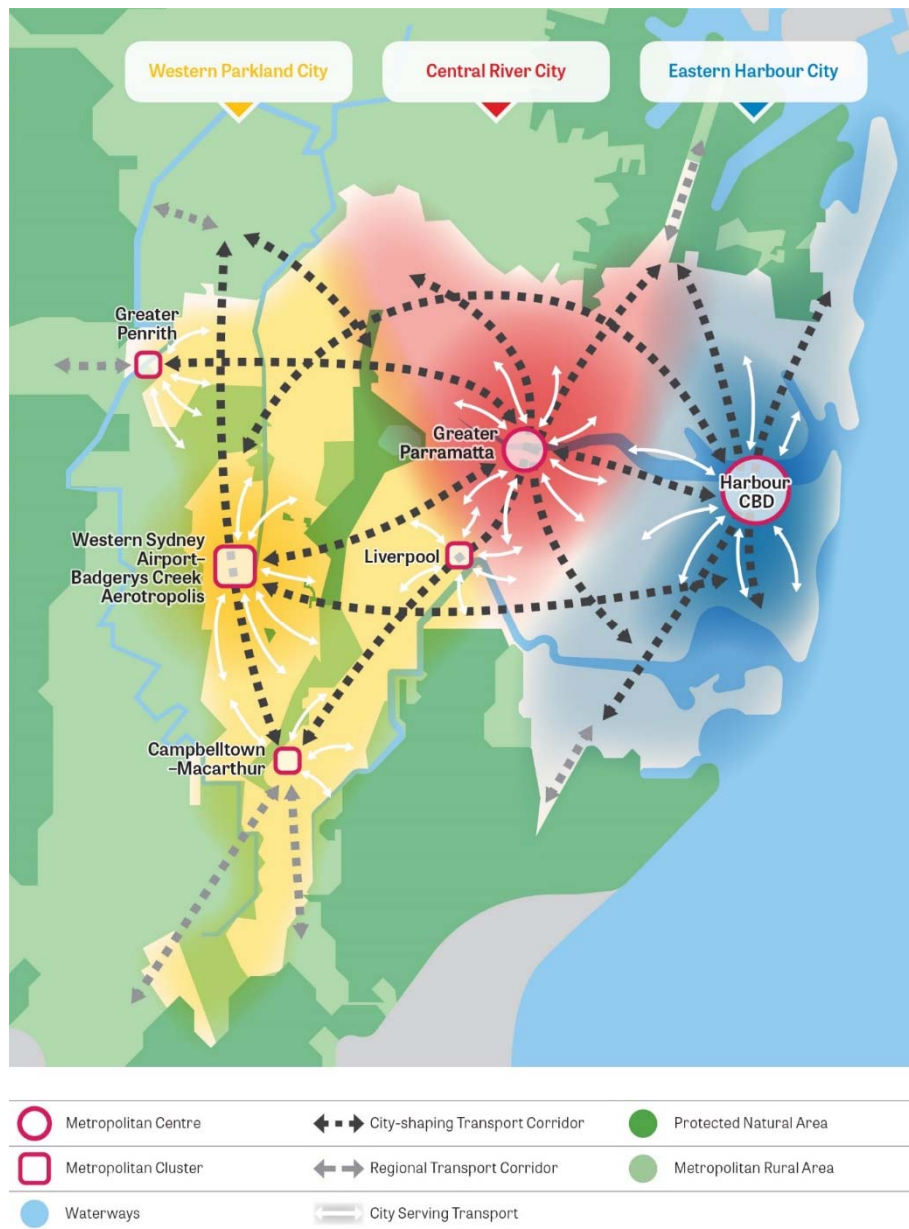 Western Parkland City
Central River City
Eastern Harbour City
Greater
Penrith
Greater
Parramatta
Harbour
CBD
Western Sydney
Airport–
Badgerys Creek
Aerotropolis
Liverpool
Campbelltown
–Macarthur
Metropolitan Centre
City-shaping Transport Corridor
Protected Natural Area
Metropolitan Cluster
Regional Transport Corridor
Metropolitan Rural Area
Waterways
City Serving Transport